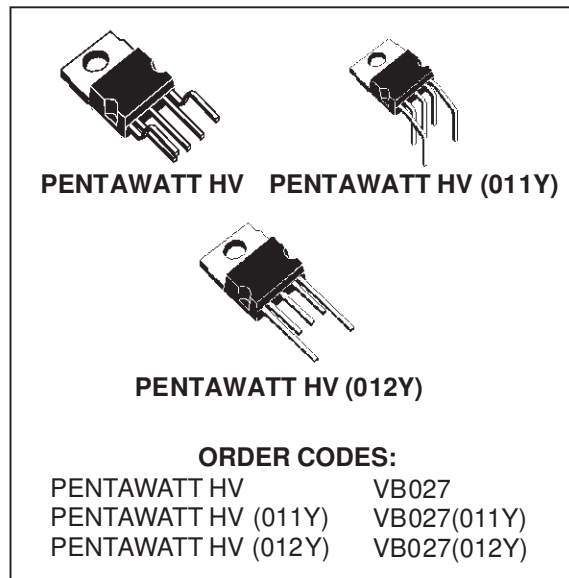 PENTAWATT HV PENTAWATT HV (011Y)
PENTAWATT HV (012Y)
ORDER CODES:
PENTAWATT HV VB027
PENTAWATT HV (011Y) VB027(011Y)
PENTAWATT HV (012Y) VB027(012Y)